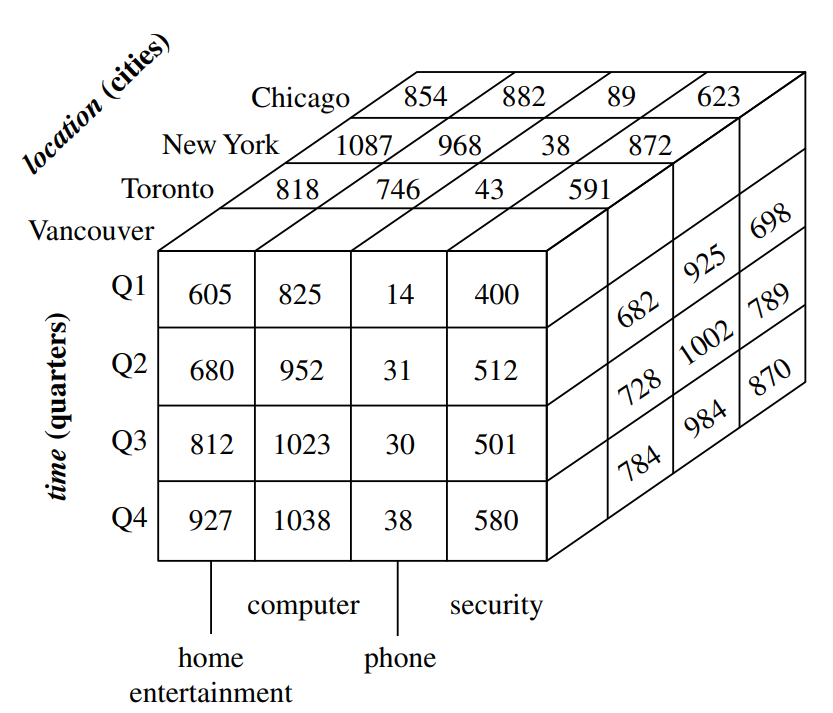 location (cities)
Chicago 854 882 89 623
New York 1087 968 38 872
Toronto 818 746 43 591
Vancouver
Q1 605 825 14 400
Q2 680 952 31 512
Q3 812 1023 30 501
Q4 927 1038 38 580
682 925 698
728 1002 789
784 984 870
time (quarters)
computer security
home phone
entertainment